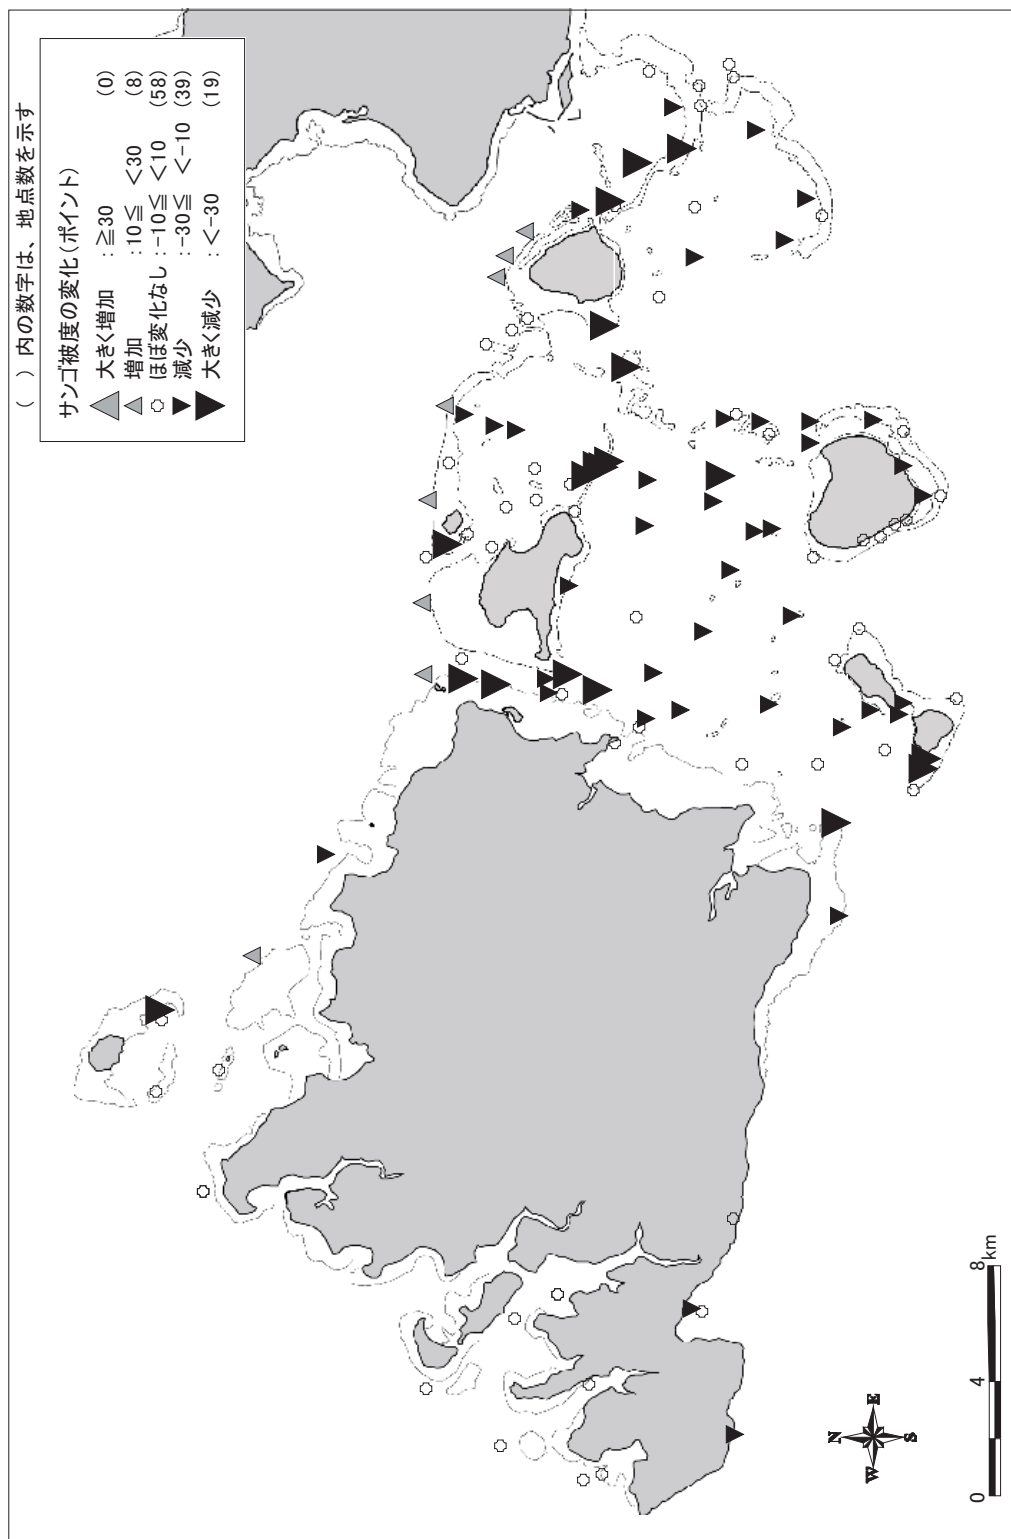 ( ) 内の数字は、地点数を示す
サンゴ被度の変化(ポイント)
大きく増加 : ≧30 (0)
増加 : 10≦ <30 (8)
ほぼ変化なし : -10≦ <10 (58)
減少 : -30≦ <-10 (39)
大きく減少 : <-30 (19)
N
W E
S
0 4 8 km